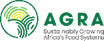 AGRA
Sustainably Growing
Africa's Food Systems